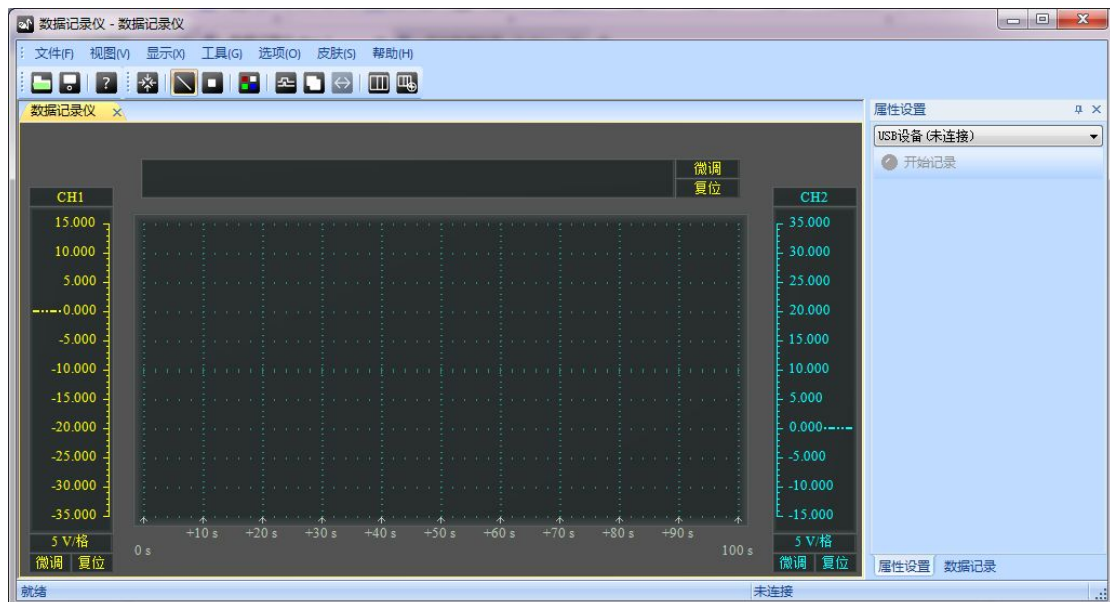 数据记录仪 - 数据记录仪
文件(F) 视图(V) 显示(X) 工具(G) 选项(O) 皮肤(S) 帮助(H)
数据记录仪
属性设置
USB设备(未连接)
开始记录
微调
复位
CH1
15.000
10.000
5.000
0.000
-5.000
-10.000
-15.000
-20.000
-25.000
-30.000
-35.000
5 V/格
微调 复位
+10 s +20 s +30 s +40 s +50 s +60 s +70 s +80 s +90 s
0 s 100 s
CH2
35.000
30.000
25.000
20.000
15.000
10.000
5.000
0.000
-5.000
-10.000
-15.000
5 V/格
微调 复位
属性设置 数据记录
就绪 未连接